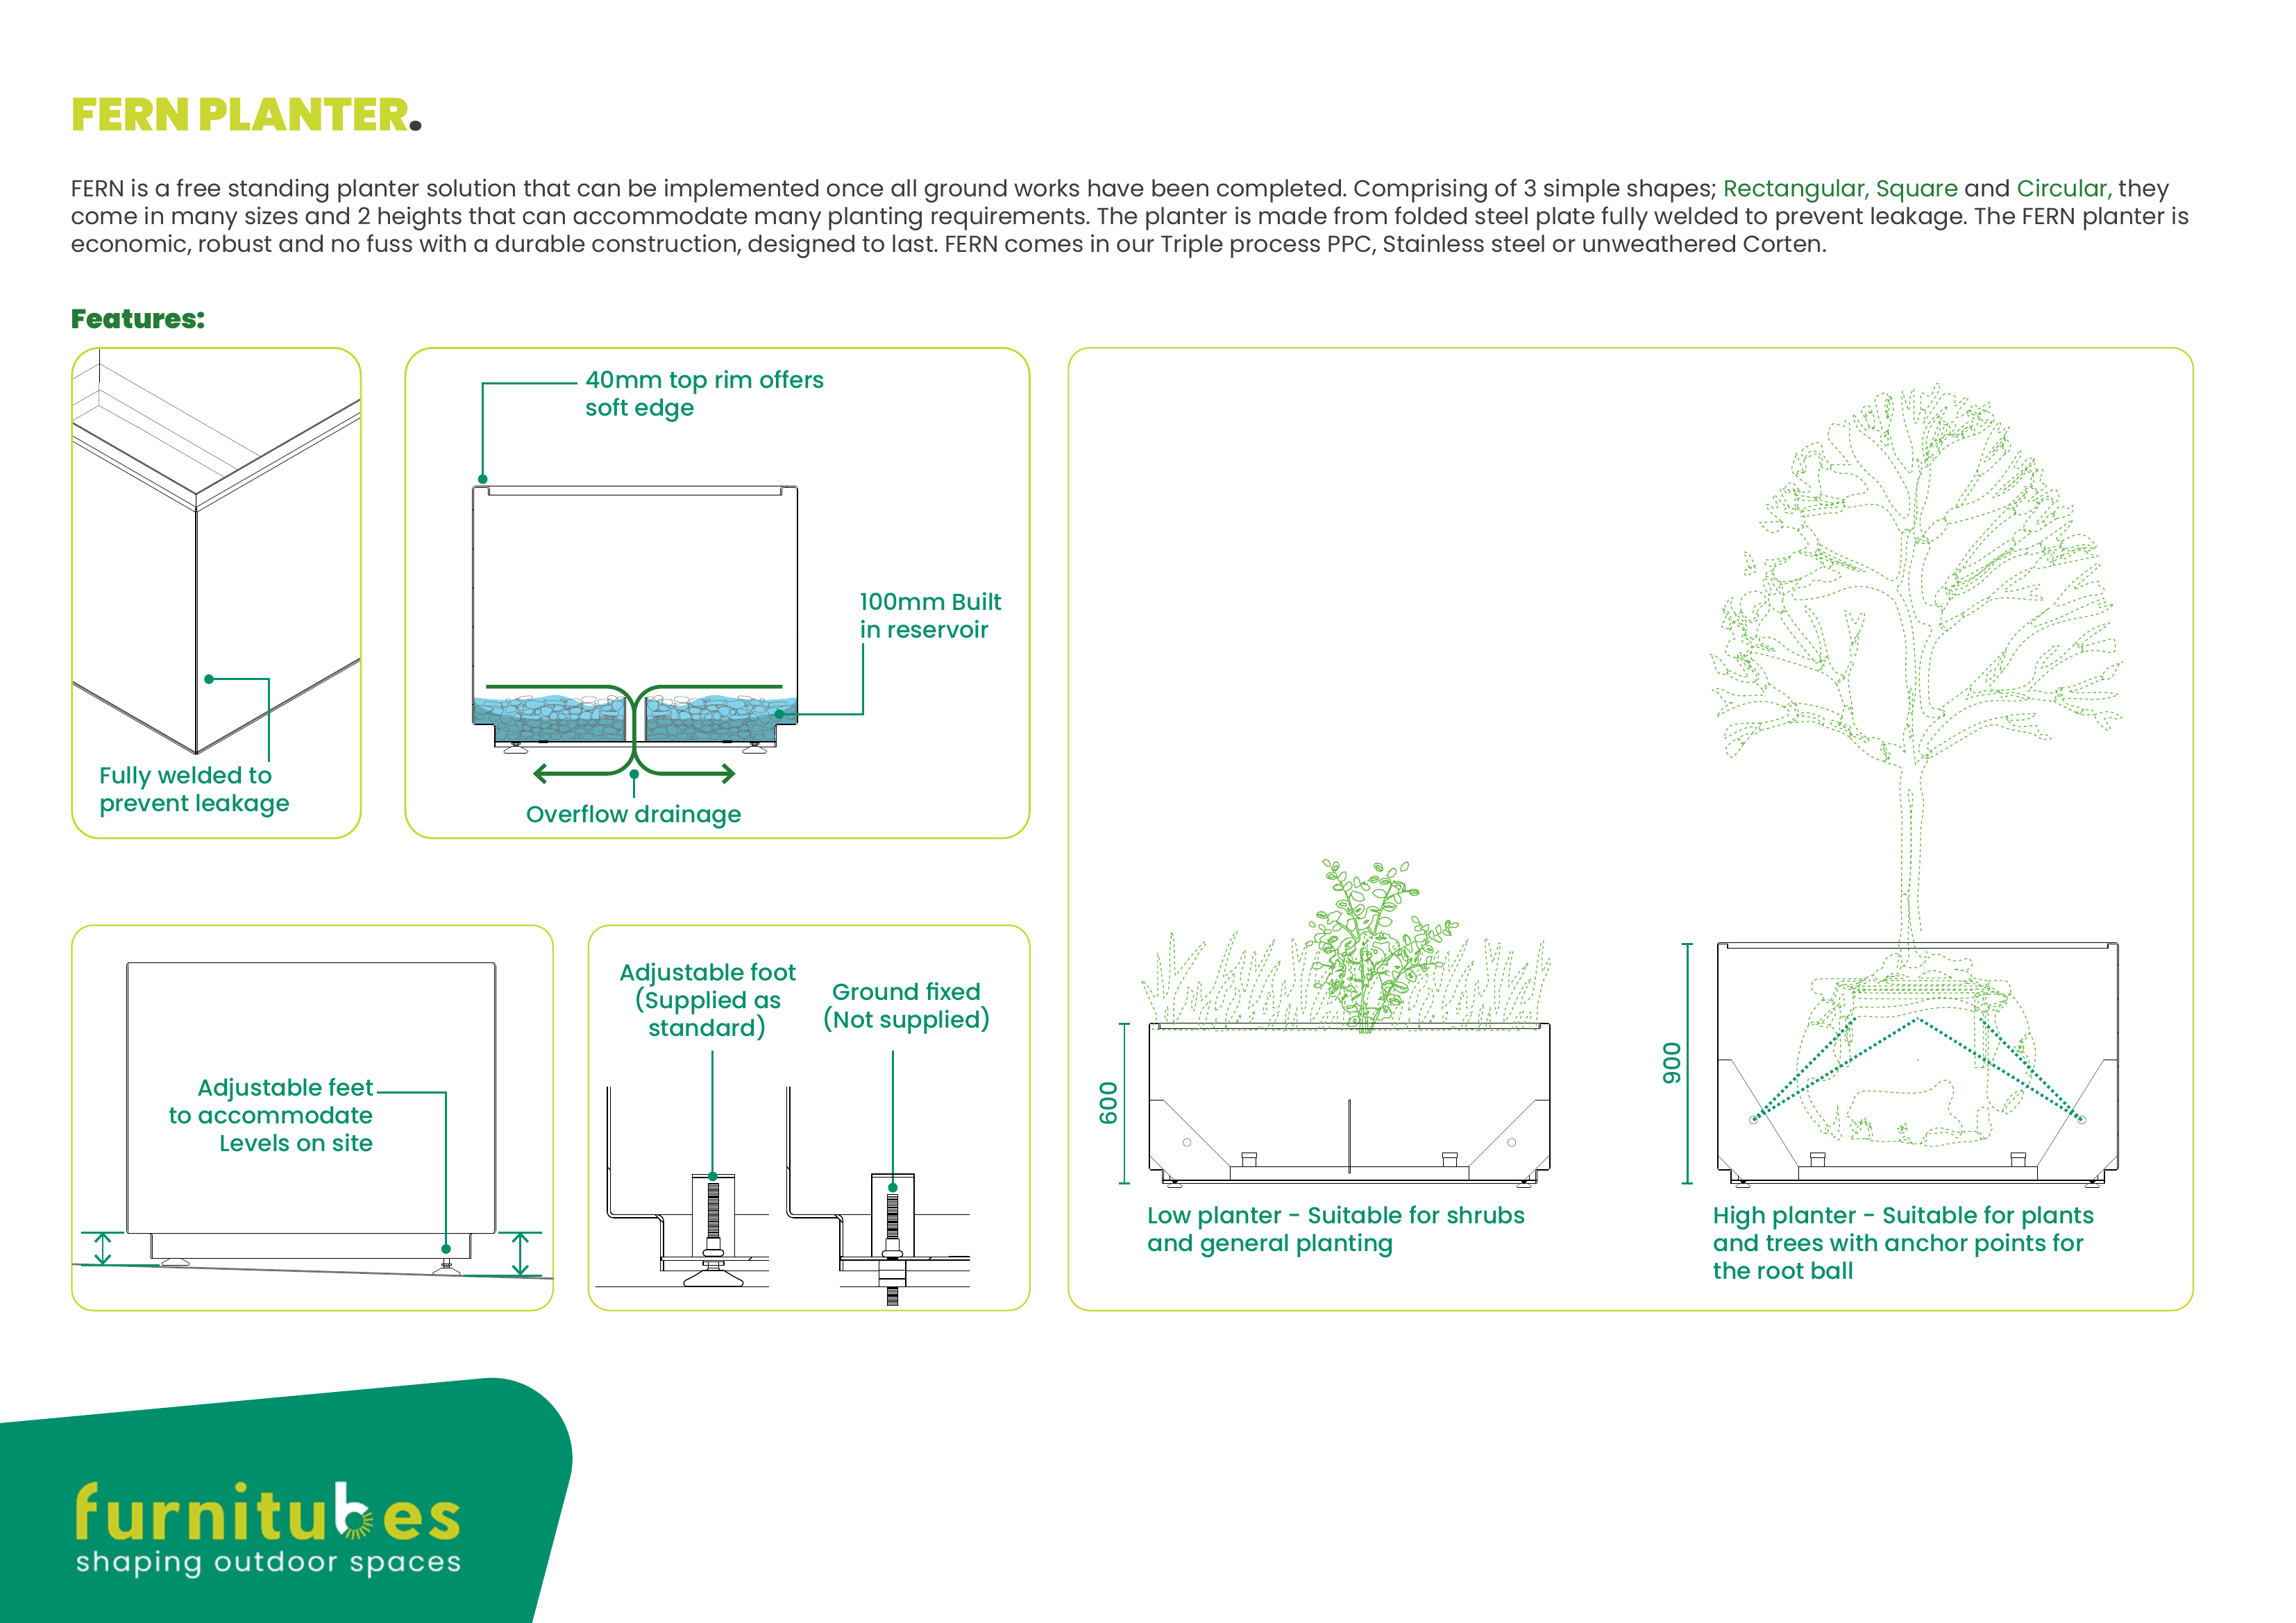 FERN PLANTER.
FERN is a free standing planter solution that can be implemented once all ground works have been completed. Comprising of 3 simple shapes; Rectangular, Square and Circular, they
come in many sizes and 2 heights that can accommodate many planting requirements. The planter is made from folded steel plate fully welded to prevent leakage. The FERN planter is
economic, robust and no fuss with a durable construction, designed to last. FERN comes in our Triple process PPC, Stainless steel or unweathered Corten.
Features:
Fully welded to
prevent leakage
40mm top rim offers
soft edge
100mm Built
in reservoir
Overflow drainage
Adjustable feet
to accommodate
Levels on site
Adjustable foot
(Supplied as
standard)
Ground fixed
(Not supplied)
600
Low planter - Suitable for shrubs
and general planting
900
High planter - Suitable for plants
and trees with anchor points for
the root ball
furnitubes
shaping outdoor spaces